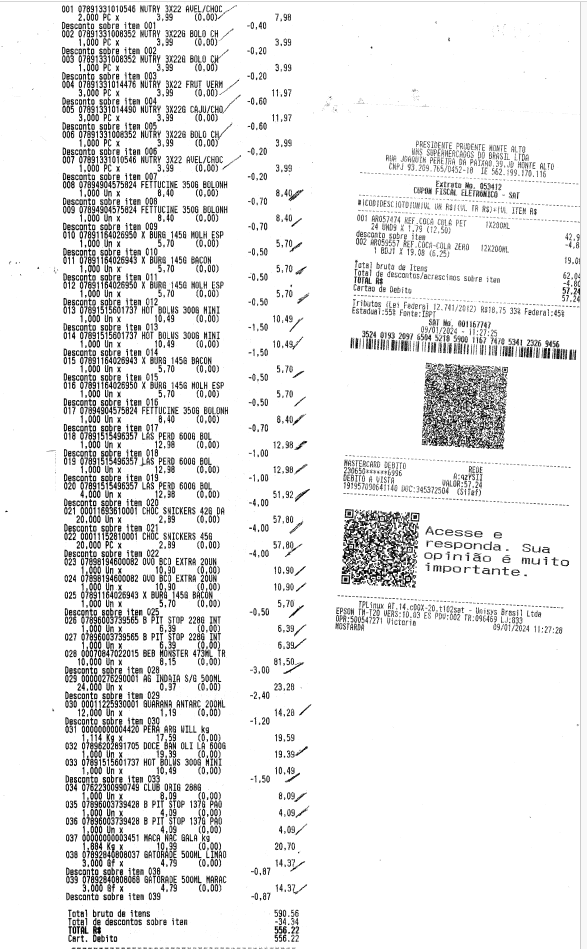 001 07891331010546 NUTRY 3X22 AVEL/CHOC
2,000 PC x 3,99 (0.00) 7,98
Desconto sobre item 001 -0,40
002 07891331008352 NUTRY 3X22G BOLO CH
1,000 PC x 3,99 (0.00) 3,99
Desconto sobre item 002 -0,20
003 07891331008352 NUTRY 3X22G BOLO CH
1,000 PC x 3,99 (0.00) 3,99
Desconto sobre item 003 -0,20
004 07891331014476 NUTRY 3X22 FRUT VERM
3,000 PC x 3,99 (0.00) 11,97
Desconto sobre item 004 -0,60
005 07891331014490 NUTRY 3X22G CAJU/CHO
3,000 PC x 3,99 (0.00) 11,97
Desconto sobre item 005 -0,60
006 07891331008352 NUTRY 3X22G BOLO CH
1,000 PC x 3,99 (0.00) 3,99
Desconto sobre item 006 -0,20
007 07891331010546 NUTRY 3X22 AVEL/CHOC
1,000 PC x 3,99 (0.00) 3,99
Desconto sobre item 007 -0,20
008 07894904575824 FETTUCINE 350G BOLONH
1,000 Un x 8,40 (0.00) 8,40
Desconto sobre item 008 -0,70
009 07894904575824 FETTUCINE 350G BOLONH
1,000 Un x 8,40 (0.00) 8,40
Desconto sobre item 009 -0,70
010 07891164026950 X BURG 145G MOLH ESP
1,000 Un x 5,70 (0.00) 5,70
Desconto sobre item 010 -0,50
011 07891164026943 X BURG 145G BACON
1,000 Un x 5,70 (0.00) 5,70
Desconto sobre item 011 -0,50
012 07891164026950 X BURG 145G MOLH ESP
1,000 Un x 5,70 (0.00) 5,70
Desconto sobre item 012 -0,50
013 07891515601737 HOT BOLWS 300G MINI
1,000 Un x 10,49 (0.00) 10,49
Desconto sobre item 013 -1,50
014 07891515601737 HOT BOLWS 300G MINI
1,000 Un x 10,49 (0.00) 10,49
Desconto sobre item 014 -1,50
015 07891164026943 X BURG 145G BACON
1,000 Un x 5,70 (0.00) 5,70
Desconto sobre item 015 -0,50
016 07891164026950 X BURG 145G MOLH ESP
1,000 Un x 5,70 (0.00) 5,70
Desconto sobre item 016 -0,50
017 07894904575824 FETTUCINE 350G BOLONH
1,000 Un x 8,40 (0.00) 8,40
Desconto sobre item 017 -0,70
018 07891515496357 LAS PERD 600G BOL
1,000 Un x 12,98 (0.00) 12,98
Desconto sobre item 018 -1,00
019 07891515496357 LAS PERD 600G BOL
1,000 Un x 12,98 (0.00) 12,98
Desconto sobre item 019 -1,00
020 07891515496357 LAS PERD 600G BOL
4,000 Un x 12,98 (0.00) 51,92
Desconto sobre item 020 -4,00
021 00011693610001 CHOC SNICKERS 42G DA
20,000 Un x 2,89 (0.00) 57,80
Desconto sobre item 021 -4,00
022 00011152810001 CHOC SNICKERS 45G
20,000 PC x 2,89 (0.00) 57,80
Desconto sobre item 022 -4,00
023 07898194600082 OVO BCO EXTRA 20UN
1,000 Un x 10,90 (0.00) 10,90
024 07898194600082 OVO BCO EXTRA 20UN
1,000 Un x 10,90 (0.00) 10,90
025 07891164026943 X BURG 145G BACON
1,000 Un x 5,70 (0.00) 5,70
Desconto sobre item 025 -0,50
026 07896003739565 B PIT STOP 228G INT
1,000 Un x 6,39 (0.00) 6,39
027 07896003739565 B PIT STOP 228G INT
1,000 Un x 6,39 (0.00) 6,39
028 00070847022015 BEB MONSTER 473ML TR
10,000 Un x 8,15 (0.00) 81,50
Desconto sobre item 028 -3,00
029 00000276290001 AG INDAIA S/G 500ML
24,000 Un x 0,97 (0.00) 23,28
Desconto sobre item 029 -2,40
030 00011225930001 GUARANA ANTARC 200ML
12,000 Un x 1,19 (0.00) 14,28
Desconto sobre item 030 -1,20
031 00000000004420 PERA ARG WILL kg
1,114 Kg x 17,59 (0.00) 19,59
032 07896202891705 DOCE BAN OLI LA 600G
1,000 Un x 19,39 (0.00) 19,39
033 07891515601737 HOT BOLWS 300G MINI
1,000 Un x 10,49 (0.00) 10,49
Desconto sobre item 033 -1,50
034 07622300990749 CLUB ORIG 288G
1,000 Un x 8,09 (0.00) 8,09
035 07896003739428 B PIT STOP 137G PAO
1,000 Un x 4,09 (0.00) 4,09
036 07896003739428 B PIT STOP 137G PAO
1,000 Un x 4,09 (0.00) 4,09
037 00000000003451 MACA NAC GALA kg
1,884 Kg x 10,99 (0.00) 20,70
038 07892840808037 GATORADE 500ML LIMAO
3,000 Gf x 4,79 (0.00) 14,37
Desconto sobre item 038 -0,87
039 07892840808068 GATORADE 500ML MARAC
3,000 Gf x 4,79 (0.00) 14,37
Desconto sobre item 039 -0,87
Total bruto de itens 590.56
Total de descontos sobre item -34.34
TOTAL R$ 556.22
Cart. Debito 556.22
PRESIDENTE PRUDENTE MONTE ALTO
WMS SUPERMERCADOS DO BRASIL LTDA
RUA JOAQUIM PEREIRA DA PAIXAO,39,JD MONTE ALTO
CNPJ 93.209.765/0452-10 IE 562.199.170.116
Extrato No. 053412
CUPOM FISCAL ELETRONICO - SAT
#|COD|DESC|QTD|UN|VL UN R$|(VL TR R$)*|VL ITEM R$
001 AR057474 REF.COCA COLA PET 1X200ML
24 UND9 x 1,79 (12.50) 42,9
desconto sobre item -4,8
002 AR059557 REF.COCA-COLA ZERO 12X200ML
1 BDJ1 x 19.08 (6,25) 19.08
Total bruto de Itens 62,04
Total de descontos/acrescimos sobre item -4,80
TOTAL R$ 57,24
Cartao de Debito 57,24
Tributos (Lei Federal 12.741/2012) R$18,75 33% Federal:45%
Estadual:55% Fonte:IBPT
SAT No. 001167747
09/01/2024 - 11:27:25
3524 0193 2097 6504 5218 5900 1167 7470 5341 2326 9456
MASTERCARD DEBITO REDE
230650******6996 A:qzYSII
DEBITO A VISTA VALOR:57,24
191957090641140 DOC:345372504 (SiTef)
Acesse e
responda. Sua
opinião é muito
importante.
TPLinux AT.14.c00X-20.t102sat - Unisys Brasil Ltda
EPSON TM-T20 VERS:10.03 ES PDV:002 TR:096469 LJ:833
OPR:500547271 Victoria 09/01/2024 11:27:28
MOSTARDA